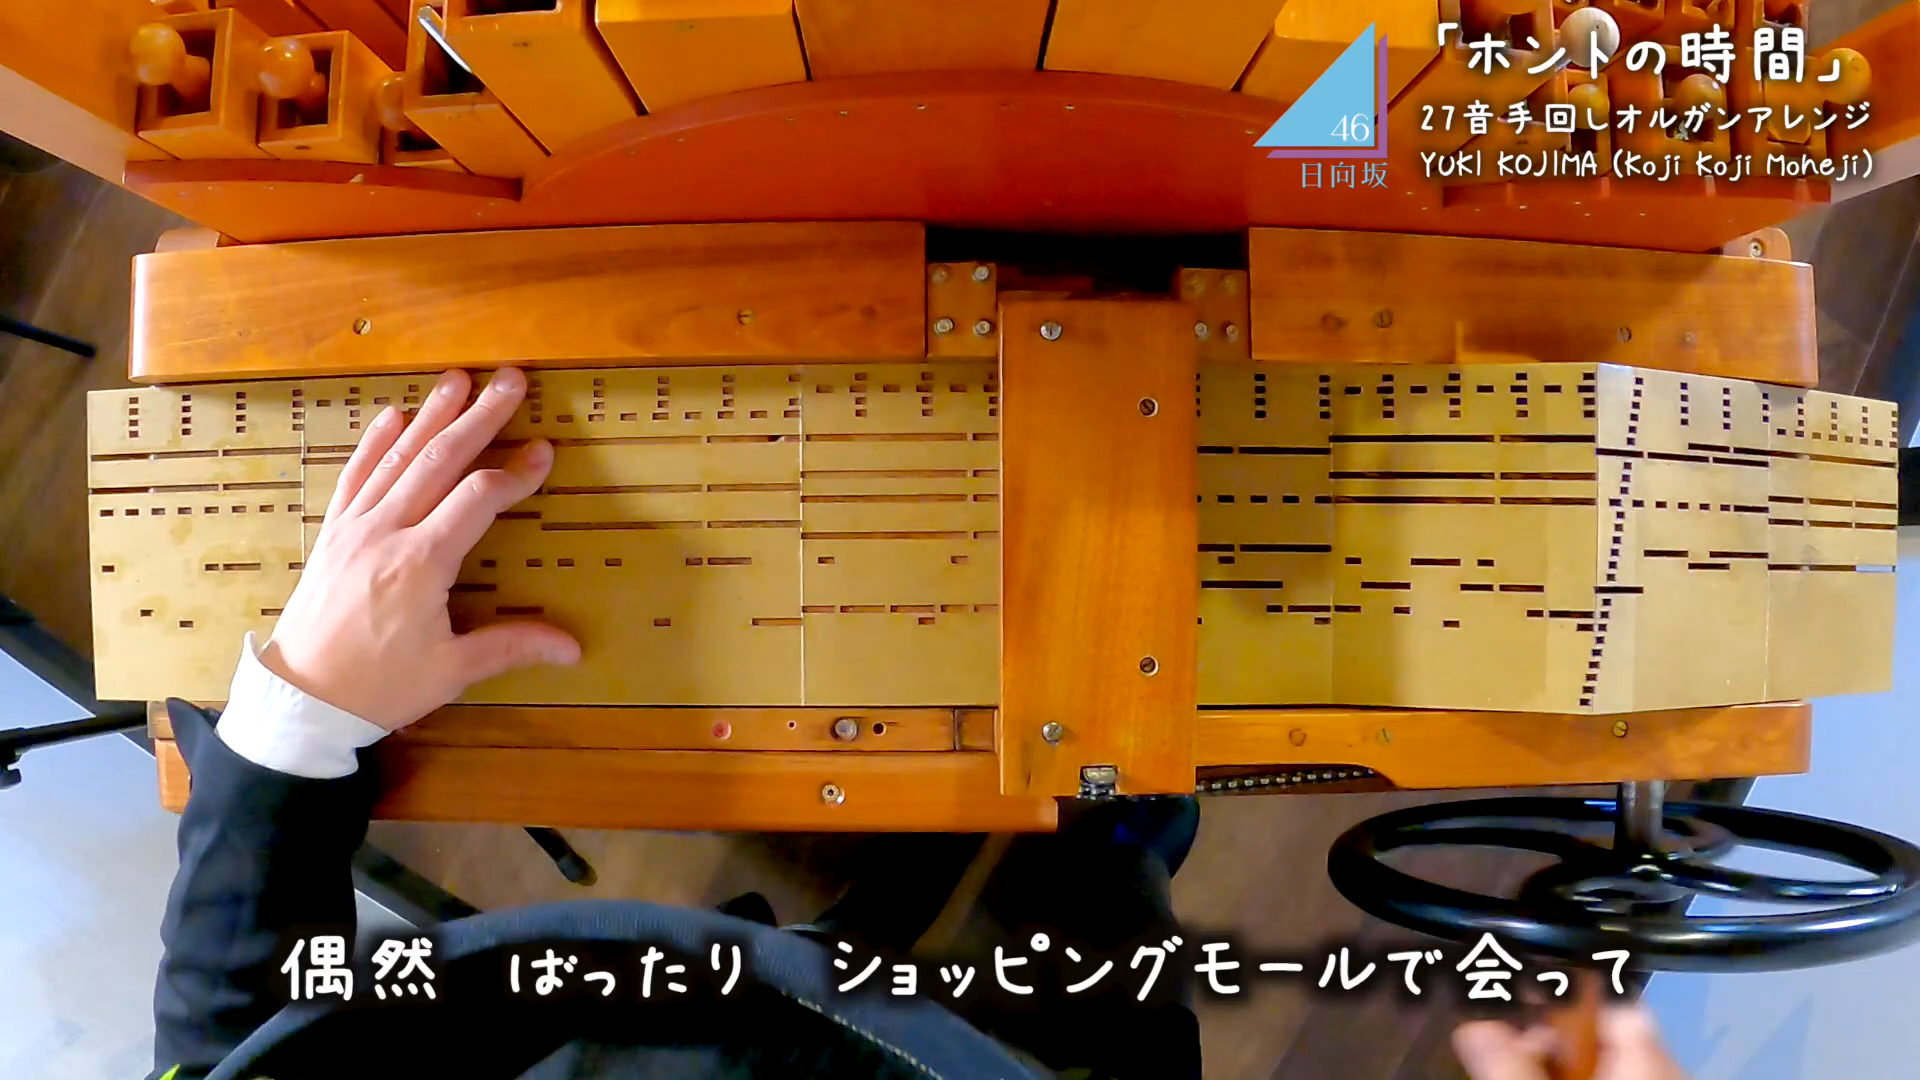 「ホントの時間」
27音手回しオルガンアレンジ
YUKI KOJIMA (Koji Koji Moheji)
46
日向坂
偶然 ばったり ショッピングモールで会って